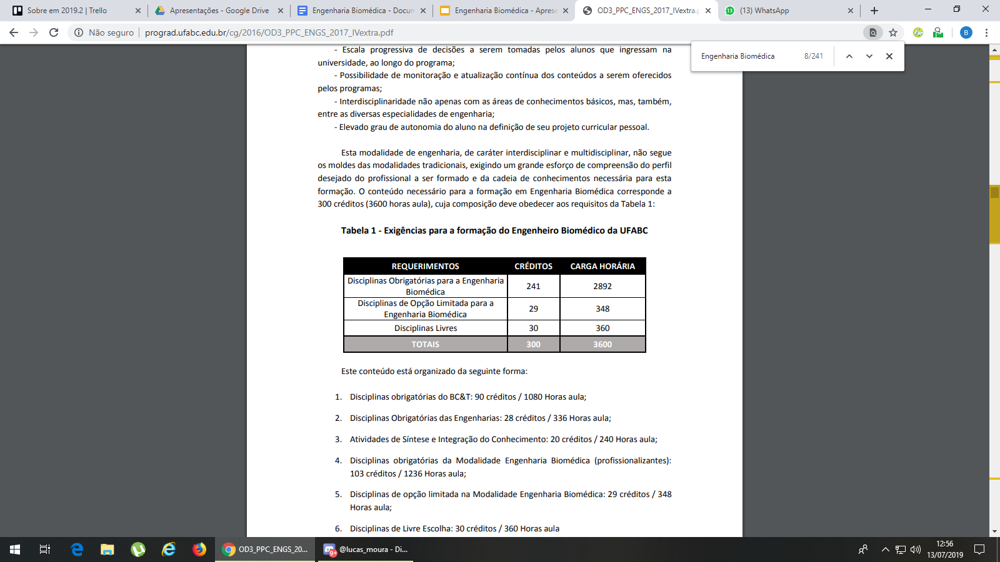 Sobre em 2019.2 | Trello
Apresentações - Google Drive
Engenharia Biomédica - Docum
Engenharia Biomédica - Aprese
OD3_PPC_ENGS_2017_IVextra.p
(13) WhatsApp
Não seguro | prograd.ufabc.edu.br/cg/2016/OD3_PPC_ENGS_2017_IVextra.pdf
B
Engenharia Biomédica 8/241
- Escala progressiva de decisões a serem tomadas pelos alunos que ingressam na
universidade, ao longo do programa;
- Possibilidade de monitoração e atualização contínua dos conteúdos a serem oferecidos
pelos programas;
- Interdisciplinaridade não apenas com as áreas de conhecimentos básicos, mas, também,
entre as diversas especialidades de engenharia;
- Elevado grau de autonomia do aluno na definição de seu projeto curricular pessoal.
Esta modalidade de engenharia, de caráter interdisciplinar e multidisciplinar, não segue
os moldes das modalidades tradicionais, exigindo um grande esforço de compreensão do perfil
desejado do profissional a ser formado e da cadeia de conhecimentos necessária para esta
formação. O conteúdo necessário para a formação em Engenharia Biomédica corresponde a
300 créditos (3600 horas aula), cuja composição deve obedecer aos requisitos da Tabela 1:
Tabela 1 - Exigências para a formação do Engenheiro Biomédico da UFABC
REQUERIMENTOS CRÉDITOS CARGA HORÁRIA
Disciplinas Obrigatórias para a Engenharia
Biomédica 241 2892
Disciplinas de Opção Limitada para a
Engenharia Biomédica 29 348
Disciplinas Livres 30 360
TOTAIS 300 3600
Este conteúdo está organizado da seguinte forma:
1. Disciplinas obrigatórias do BC&T: 90 créditos / 1080 Horas aula;
2. Disciplinas Obrigatórias das Engenharias: 28 créditos / 336 Horas aula;
3. Atividades de Síntese e Integração do Conhecimento: 20 créditos / 240 Horas aula;
4. Disciplinas obrigatórias da Modalidade Engenharia Biomédica (profissionalizantes):
103 créditos / 1236 Horas aula;
5. Disciplinas de opção limitada na Modalidade Engenharia Biomédica: 29 créditos / 348
Horas aula;
6. Disciplinas de Livre Escolha: 30 créditos / 360 Horas aula
OD3_PPC_ENGS_20...
9+
@lucas_moura - Di...
12:56
13/07/2019